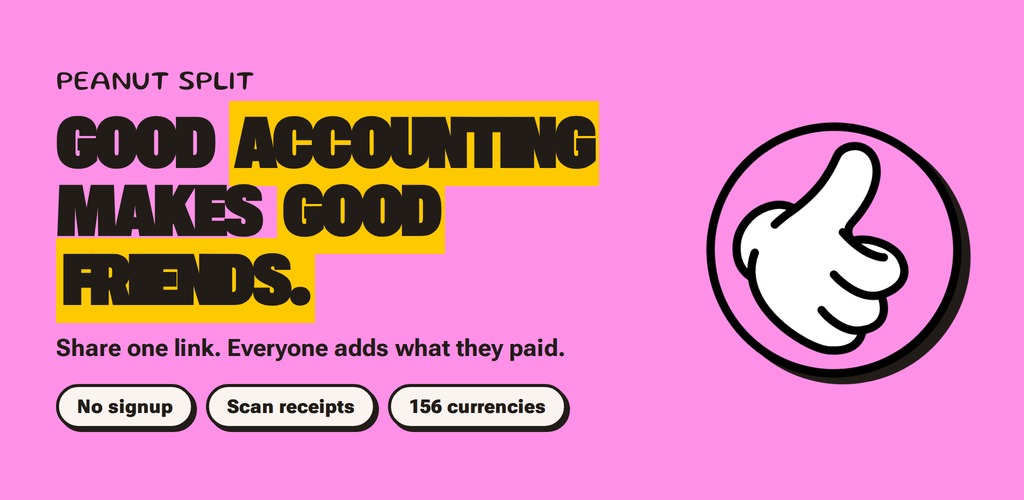 PEANUT SPLIT
GOOD ACCOUNTING
MAKES GOOD
FRIENDS.
Share one link. Everyone adds what they paid.
No signup
Scan receipts
156 currencies